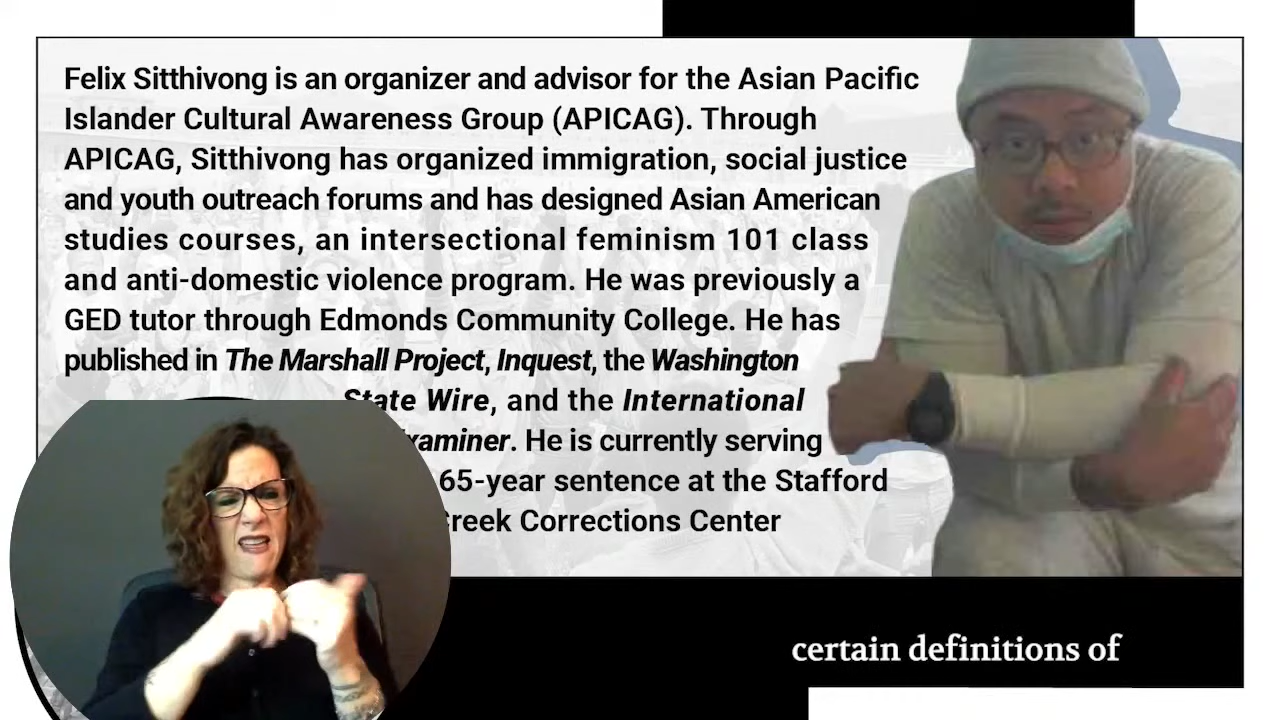 Felix Sitthivong is an organizer and advisor for the Asian Pacific
Islander Cultural Awareness Group (APICAG). Through
APICAG, Sitthivong has organized immigration, social justice
and youth outreach forums and has designed Asian American
studies courses, an intersectional feminism 101 class
and anti-domestic violence program. He was previously a
GED tutor through Edmonds Community College. He has
published in The Marshall Project, Inquest, the Washington
State Wire, and the International
Examiner. He is currently serving
65-year sentence at the Stafford
Creek Corrections Center
certain definitions of